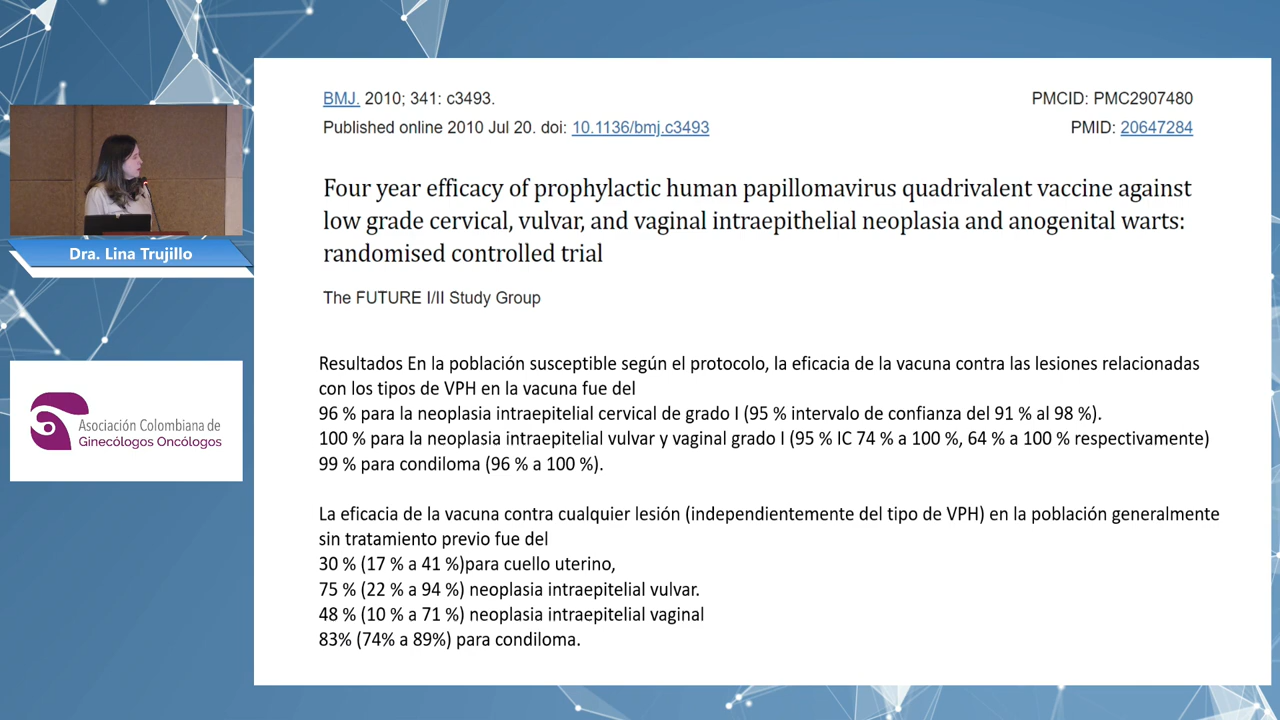 BMJ. 2010; 341: c3493.
PMCID: PMC2907480
Published online 2010 Jul 20. doi: 10.1136/bmj.c3493
PMID: 20647284
Four year efficacy of prophylactic human papillomavirus quadrivalent vaccine against
low grade cervical, vulvar, and vaginal intraepithelial neoplasia and anogenital warts:
randomised controlled trial
The FUTURE I/II Study Group
Resultados En la población susceptible según el protocolo, la eficacia de la vacuna contra las lesiones relacionadas
con los tipos de VPH en la vacuna fue del
96 % para la neoplasia intraepitelial cervical de grado I (95 % intervalo de confianza del 91 % al 98 %).
100 % para la neoplasia intraepitelial vulvar y vaginal grado I (95 % IC 74 % a 100 %, 64 % a 100 % respectivamente)
99 % para condiloma (96 % a 100 %).
La eficacia de la vacuna contra cualquier lesión (independientemente del tipo de VPH) en la población generalmente
sin tratamiento previo fue del
30 % (17 % a 41 %)para cuello uterino,
75 % (22 % a 94 %) neoplasia intraepitelial vulvar.
48 % (10 % a 71 %) neoplasia intraepitelial vaginal
83% (74% a 89%) para condiloma.
Dra. Lina Trujillo
Asociación Colombiana de
Ginecólogos Oncólogos